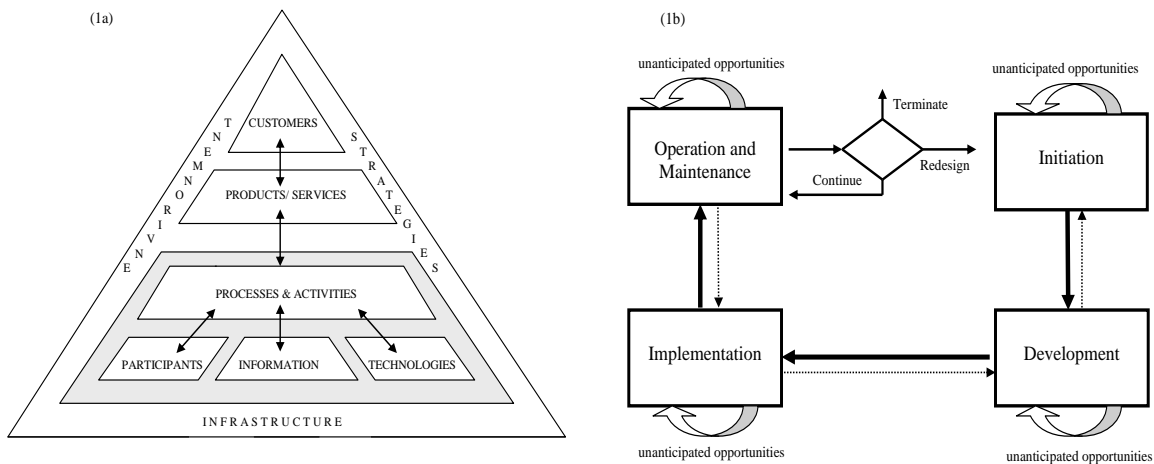 (1a)
CUSTOMERS
PRODUCTS/ SERVICES
PROCESSES & ACTIVITIES
PARTICIPANTS
INFORMATION
TECHNOLOGIES
ENVIRONMENT
STRATEGIES
INFRASTRUCTURE
(1b)
unanticipated opportunities
Operation and
Maintenance
Terminate
Redesign
Continue
unanticipated opportunities
Initiation
Implementation
unanticipated opportunities
Development
unanticipated opportunities